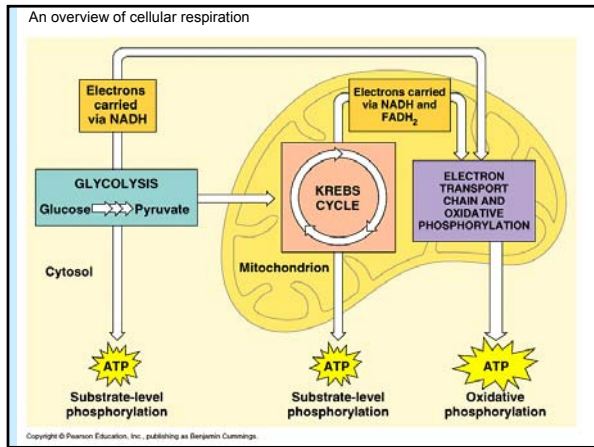 An overview of cellular respiration
Electrons
carried
via NADH
Electrons carried
via NADH and
FADH₂
GLYCOLYSIS
Glucose Pyruvate
KREBS
CYCLE
ELECTRON
TRANSPORT
CHAIN AND
OXIDATIVE
PHOSPHORYLATION
Cytosol
Mitochondrion
ATP
ATP
ATP
Substrate-level
phosphorylation
Substrate-level
phosphorylation
Oxidative
phosphorylation
Copyright © Pearson Education, Inc., publishing as Benjamin Cummings.